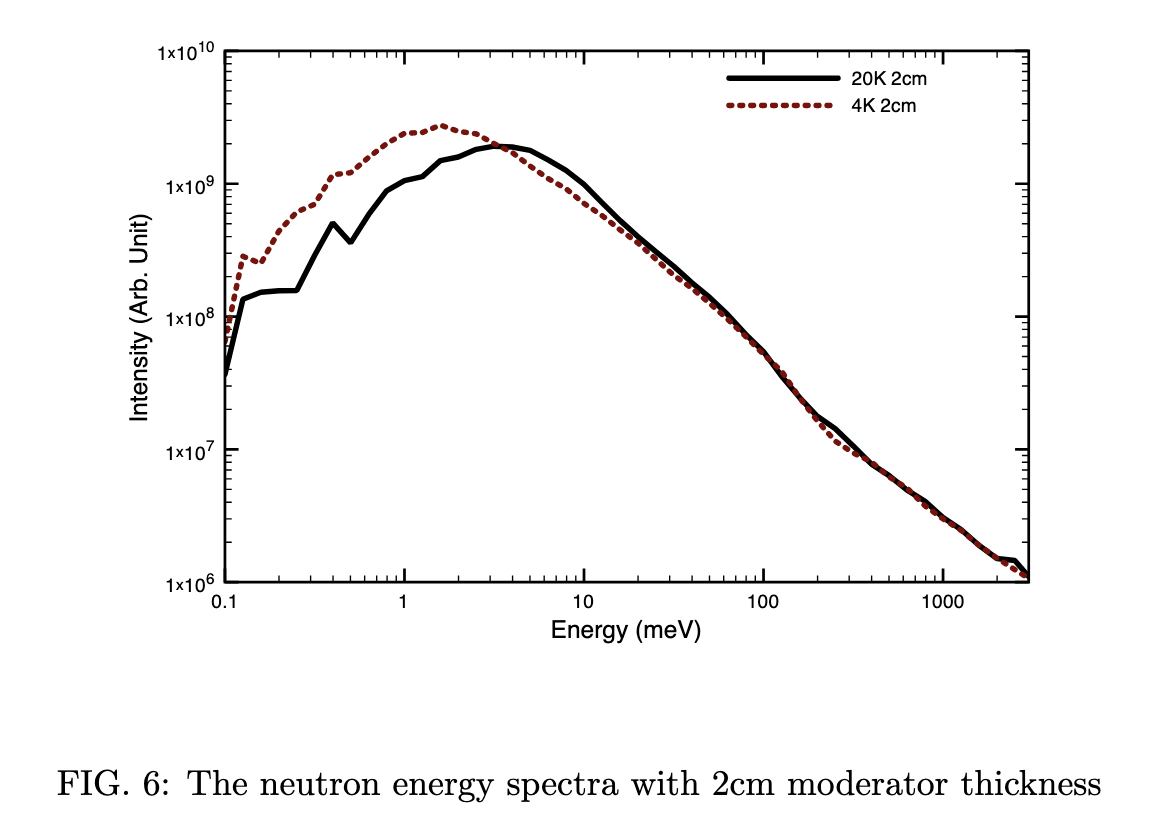 1x10^10
1x10^9
1x10^8
1x10^7
1x10^6
Intensity (Arb. Unit)
20K 2cm
4K 2cm
0.1 1 10 100 1000
Energy (meV)
FIG. 6: The neutron energy spectra with 2cm moderator thickness